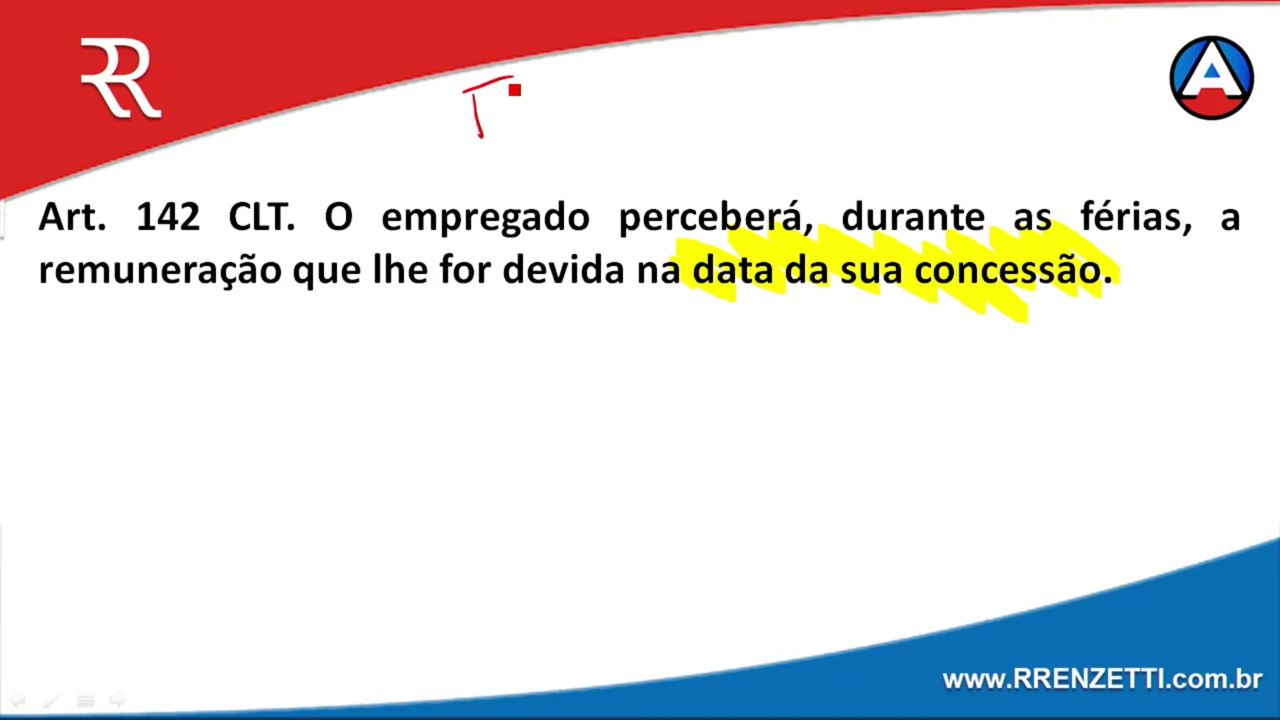 RR
A
Art. 142 CLT. O empregado perceberá, durante as férias, a
remuneração que lhe for devida na data da sua concessão.
www.RRENZETTI.com.br